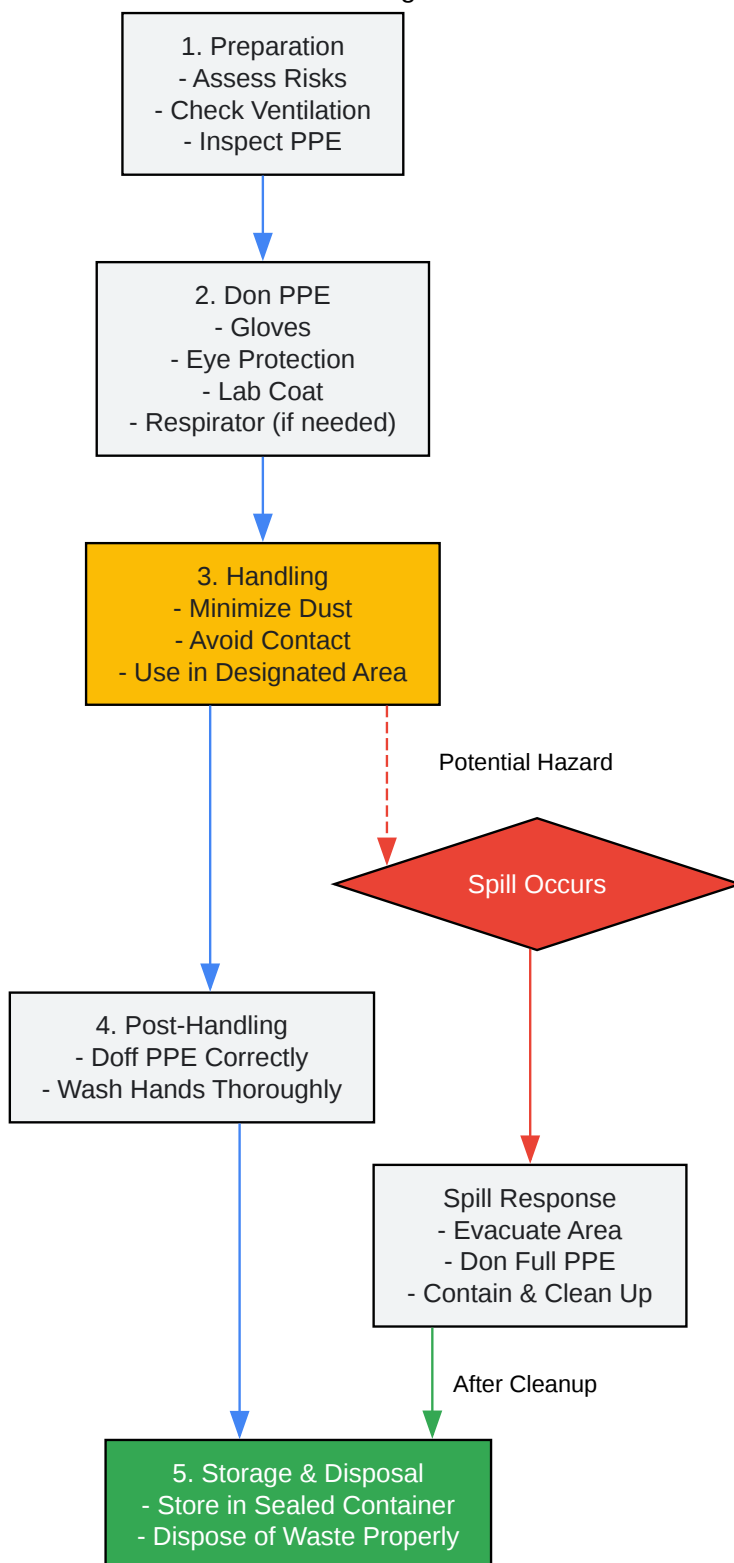 1. Preparation
- Assess Risks
- Check Ventilation
- Inspect PPE
2. Don PPE
- Gloves
- Eye Protection
- Lab Coat
- Respirator (if needed)
3. Handling
- Minimize Dust
- Avoid Contact
- Use in Designated Area
Potential Hazard
Spill Occurs
4. Post-Handling
- Doff PPE Correctly
- Wash Hands Thoroughly
Spill Response
- Evacuate Area
- Don Full PPE
- Contain & Clean Up
After Cleanup
5. Storage & Disposal
- Store in Sealed Container
- Dispose of Waste Properly